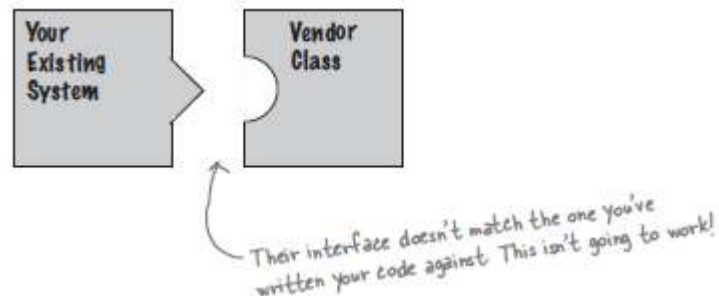 Your
Existing
System
Vendor
Class
Their interface doesn't match the one you've
written your code against. This isn't going to work!